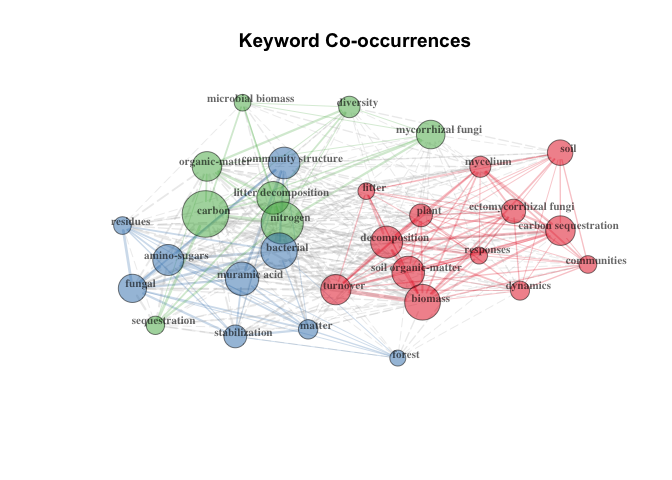 Keyword Co-occurrences
microbial biomass
diversity
mycorrhizal fungi
soil
organic-matter
community structure
mycelium
litter
litter decomposition
carbon
nitrogen
plant
ectomycorrhizal fungi
residues
carbon sequestration
decomposition
bacterial
responses
amino-sugars
communities
soil organic-matter
muramic acid
fungal
turnover
dynamics
biomass
sequestration
matter
stabilization
forest